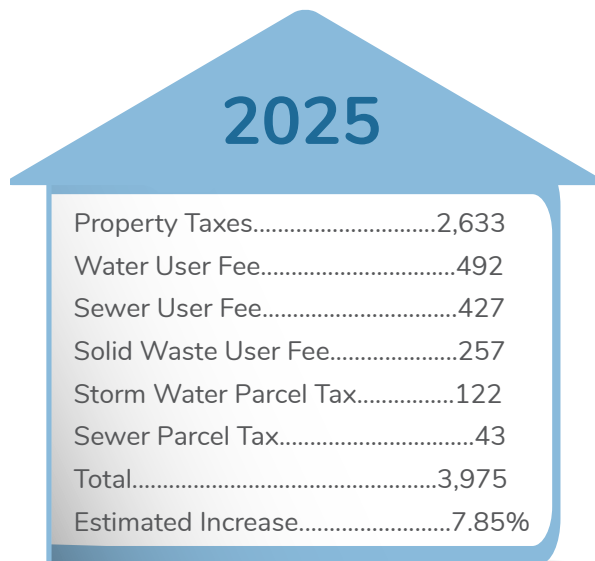 2025
Property Taxes..............................2,633
Water User Fee................................492
Sewer User Fee................................427
Solid Waste User Fee.....................257
Storm Water Parcel Tax................122
Sewer Parcel Tax................................43
Total..................................................3,975
Estimated Increase.........................7.85%